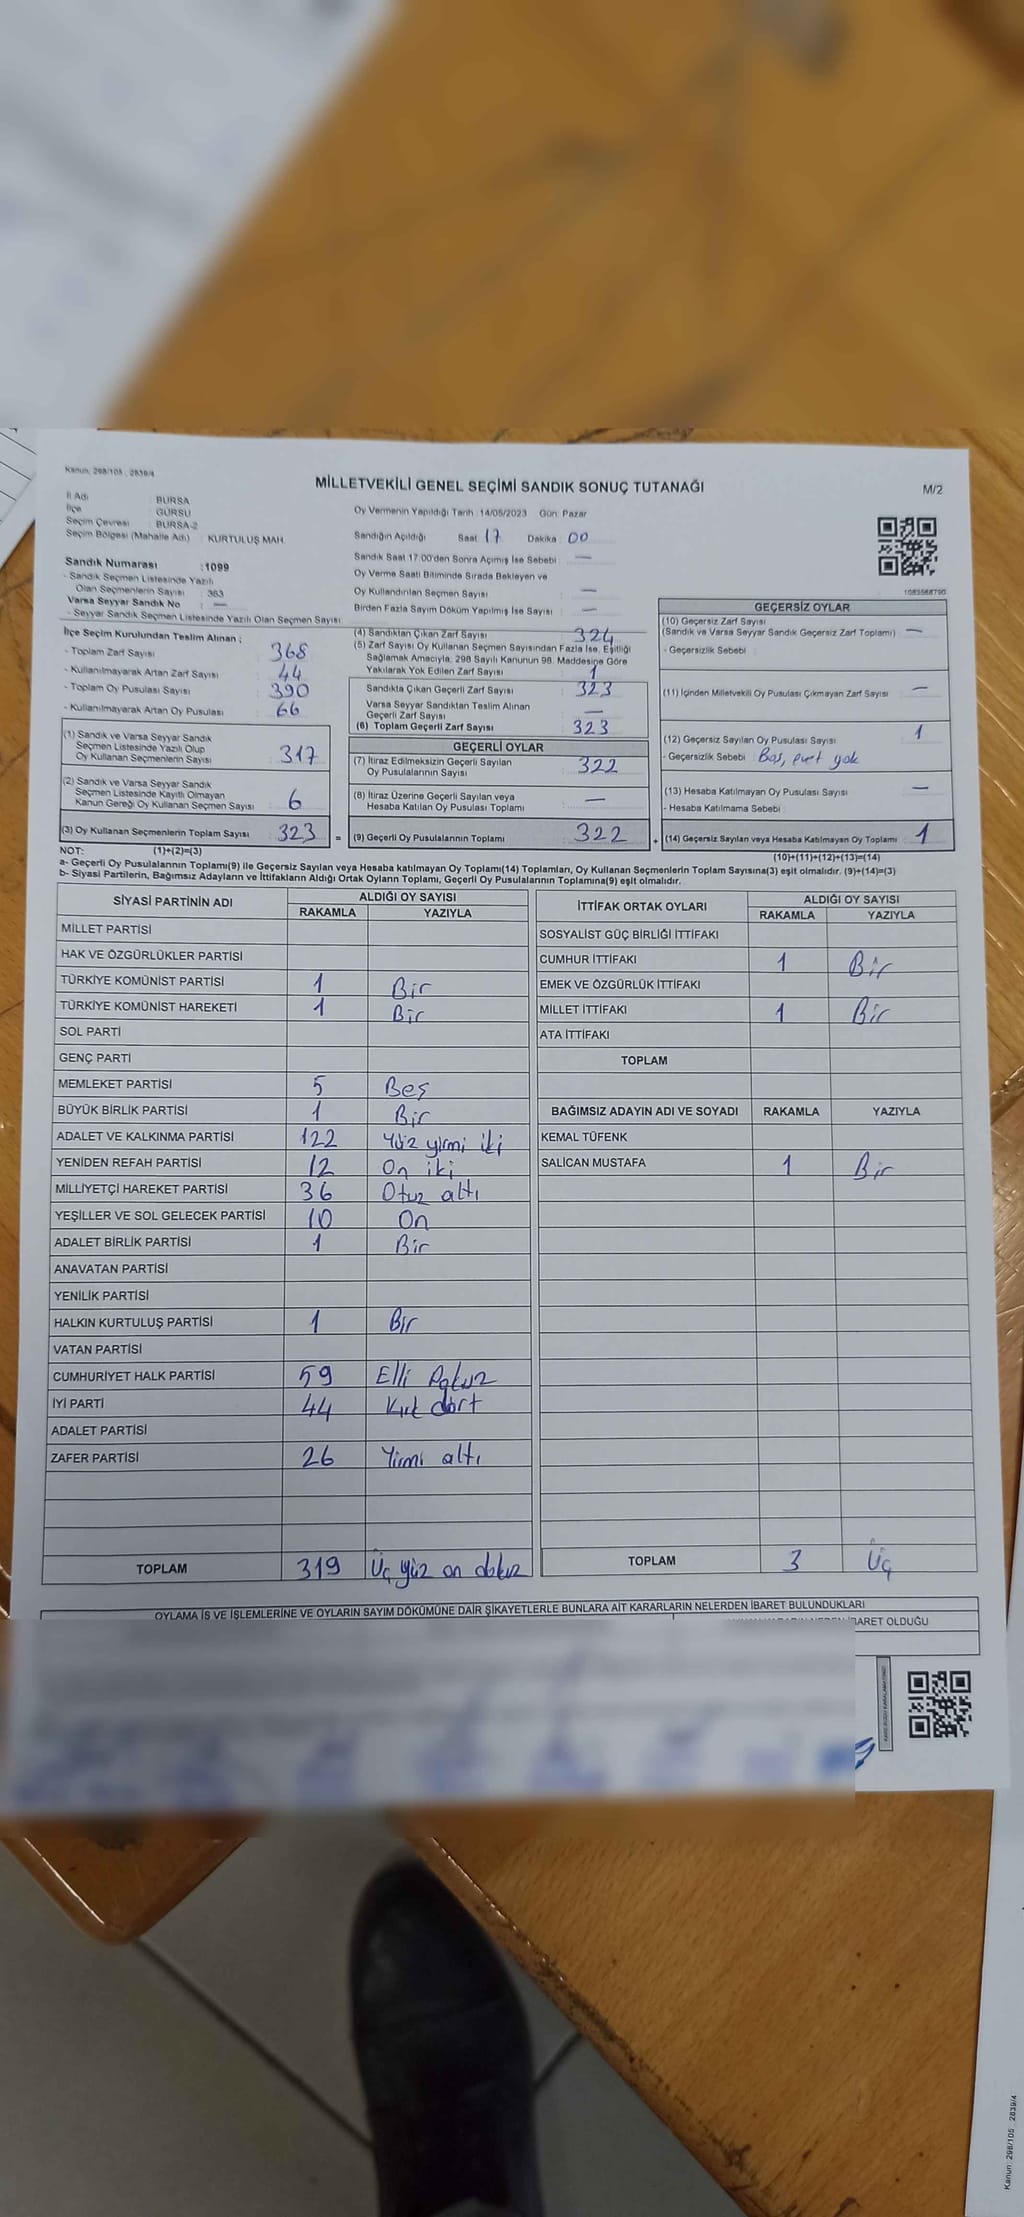 Kanun: 298/105 , 2839/4
MİLLETVEKİLİ GENEL SEÇİMİ SANDIK SONUÇ TUTANAĞI
M/2
İl Adı : BURSA
İlçe : GÜRSU
Seçim Çevresi : BURSA-2
Seçim Bölgesi (Mahalle Adı) : KURTULUŞ MAH.
Oy Vermenin Yapıldığı Tarih :14/05/2023 Gün: Pazar
Sandığın Açıldığı Saat 17 Dakika 00
Sandık Saat 17:00'den Sonra Açımış İse Sebebi : —
Oy Verme Saati Bitiminde Sırada Bekleyen ve
Oy Kullandırılan Seçmen Sayısı : —
Birden Fazla Sayım Döküm Yapılmış İse Sayısı : —
Sandık Numarası :1099
- Sandık Seçmen Listesinde Yazılı
Olan Seçmenlerin Sayısı : 363
Varsa Seyyar Sandık No : —
- Seyyar Sandık Seçmen Listesinde Yazılı Olan Seçmen Sayısı:
İlçe Seçim Kurulundan Teslim Alınan ;
- Toplam Zarf Sayısı : 368
- Kullanılmayarak Artan Zarf Sayısı : 44
- Toplam Oy Pusulası Sayısı : 390
- Kullanılmayarak Artan Oy Pusulası : 66
(1) Sandık ve Varsa Seyyar Sandık
Seçmen Listesinde Yazılı Olup
Oy Kullanan Seçmenlerin Sayısı : 317
(2) Sandık ve Varsa Seyyar Sandık
Seçmen Listesinde Kayıtlı Olmayan
Kanun Gereği Oy Kullanan Seçmen Sayısı : 6
(3) Oy Kullanan Seçmenlerin Toplam Sayısı : 323 =
(4) Sandıktan Çıkan Zarf Sayısı : 324
(5) Zarf Sayısı Oy Kullanan Seçmen Sayısından Fazla İse, Eşitliği
Sağlamak Amacıyla, 298 Sayılı Kanunun 98. Maddesine Göre
Yakılarak Yok Edilen Zarf Sayısı : 1
Sandıkta Çıkan Geçerli Zarf Sayısı : 323
Varsa Seyyar Sandıktan Teslim Alınan
Geçerli Zarf Sayısı : —
(6) Toplam Geçerli Zarf Sayısı : 323
GEÇERLİ OYLAR
(7) İtiraz Edilmeksizin Geçerli Sayılan
Oy Pusulalarının Sayısı : 322
(8) İtiraz Üzerine Geçerli Sayılan veya
Hesaba Katılan Oy Pusulası Toplamı : —
(9) Geçerli Oy Pusulalarının Toplamı : 322 +
1083568790
GEÇERSİZ OYLAR
(10) Geçersiz Zarf Sayısı
(Sandık ve Varsa Seyyar Sandık Geçersiz Zarf Toplamı) : —
- Geçersizlik Sebebi :
(11) İçinden Milletvekili Oy Pusulası Çıkmayan Zarf Sayısı : —
(12) Geçersiz Sayılan Oy Pusulası Sayısı : 1
- Geçersizlik Sebebi : Boş, evet yok
(13) Hesaba Katılmayan Oy Pusulası Sayısı : —
- Hesaba Katılmama Sebebi :
(14) Geçersiz Sayılan veya Hesaba Katılmayan Oy Toplamı : 1
NOT: (1)+(2)=(3) (10)+(11)+(12)+(13)=(14)
a- Geçerli Oy Pusulalarının Toplamı(9) ile Geçersiz Sayılan veya Hesaba katılmayan Oy Toplamı(14) Toplamları, Oy Kullanan Seçmenlerin Toplam Sayısına(3) eşit olmalıdır. (9)+(14)=(3)
b- Siyasi Partilerin, Bağımsız Adayların ve İttifakların Aldığı Ortak Oyların Toplamı, Geçerli Oy Pusulalarının Toplamına(9) eşit olmalıdır.
SİYASİ PARTİNİN ADI ALDIĞI OY SAYISI
RAKAMLA YAZIYLA
MİLLET PARTİSİ
HAK VE ÖZGÜRLÜKLER PARTİSİ
TÜRKİYE KOMÜNİST PARTİSİ 1 Bir
TÜRKİYE KOMÜNİST HAREKETİ 1 Bir
SOL PARTİ
GENÇ PARTİ
MEMLEKET PARTİSİ 5 Beş
BÜYÜK BİRLİK PARTİSİ 1 Bir
ADALET VE KALKINMA PARTİSİ 122 Yüz yirmi iki
YENİDEN REFAH PARTİSİ 12 On iki
MİLLİYETÇİ HAREKET PARTİSİ 36 Otuz altı
YEŞİLLER VE SOL GELECEK PARTİSİ 10 On
ADALET BİRLİK PARTİSİ 1 Bir
ANAVATAN PARTİSİ
YENİLİK PARTİSİ
HALKIN KURTULUŞ PARTİSİ 1 Bir
VATAN PARTİSİ
CUMHURİYET HALK PARTİSİ 59 Elli Dokuz
İYİ PARTİ 44 Kırk dört
ADALET PARTİSİ
ZAFER PARTİSİ 26 Yirmi altı
TOPLAM 319 Üç yüz on dokuz
İTTİFAK ORTAK OYLARI ALDIĞI OY SAYISI
RAKAMLA YAZIYLA
SOSYALİST GÜÇ BİRLİĞİ İTTİFAKI
CUMHUR İTTİFAKI 1 Bir
EMEK VE ÖZGÜRLÜK İTTİFAKI
MİLLET İTTİFAKI 1 Bir
ATA İTTİFAKI
TOPLAM
BAĞIMSIZ ADAYIN ADI VE SOYADI RAKAMLA YAZIYLA
KEMAL TÜFENK
SALİCAN MUSTAFA 1 Bir
TOPLAM 3 Üç
OYLAMA İŞ VE İŞLEMLERİNE VE OYLARIN SAYIM DÖKÜMÜNE DAİR ŞİKAYETLERLE BUNLARA AİT KARARLARIN NELERDEN İBARET BULUNDUKLARI
İBARET OLDUĞU
Kanun: 298/105 , 2839/4